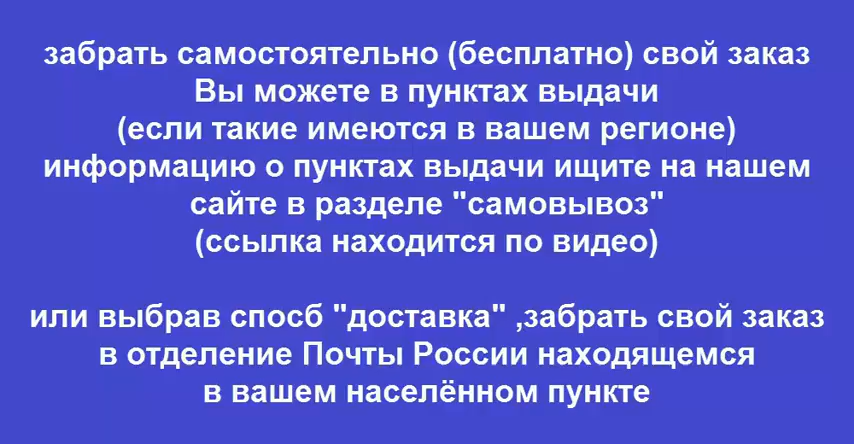 забрать самостоятельно (бесплатно) свой заказ
Вы можете в пунктах выдачи
(если такие имеются в вашем регионе)
информацию о пунктах выдачи ищите на нашем
сайте в разделе "самовывоз"
(ссылка находится по видео)
или выбрав спосб "доставка" ,забрать свой заказ
в отделение Почты России находящемся
в вашем населённом пункте